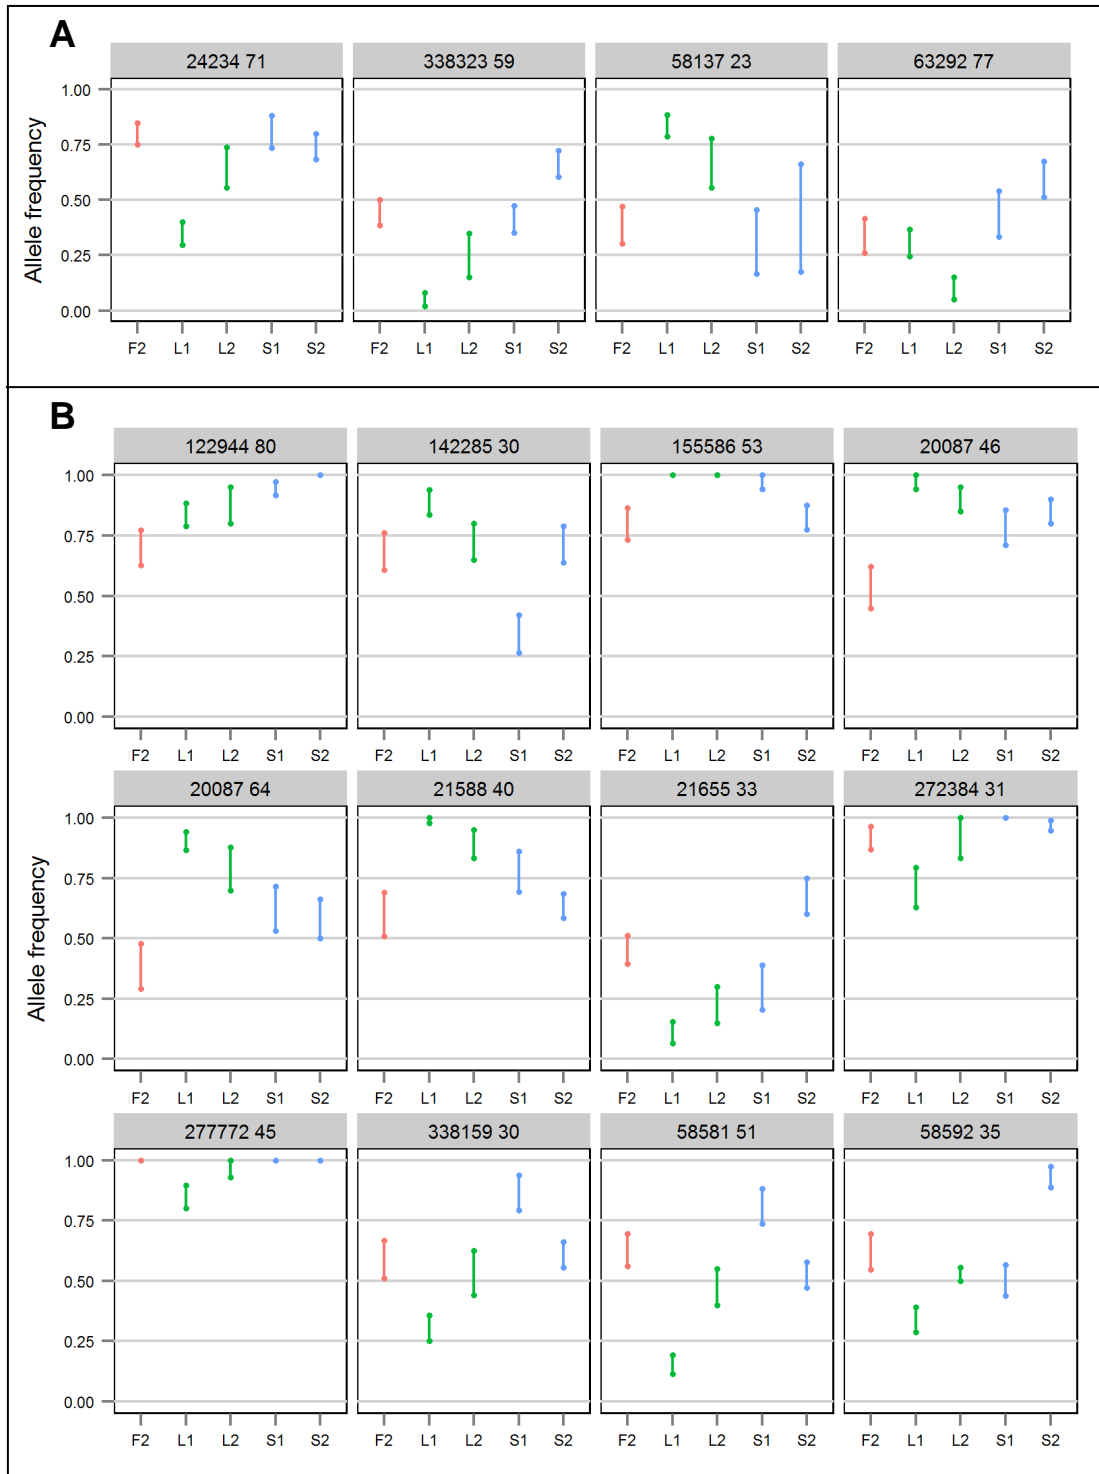 A
24234 71 338323 59 58137 23 63292 77
Allele frequency
1.00
0.75
0.50
0.25
0.00
F2 L1 L2 S1 S2 F2 L1 L2 S1 S2 F2 L1 L2 S1 S2 F2 L1 L2 S1 S2
B
122944 80 142285 30 155586 53 20087 46
1.00
0.75
0.50
0.25
0.00
F2 L1 L2 S1 S2 F2 L1 L2 S1 S2 F2 L1 L2 S1 S2 F2 L1 L2 S1 S2
20087 64 21588 40 21655 33 272384 31
Allele frequency
1.00
0.75
0.50
0.25
0.00
F2 L1 L2 S1 S2 F2 L1 L2 S1 S2 F2 L1 L2 S1 S2 F2 L1 L2 S1 S2
277772 45 338159 30 58581 51 58592 35
1.00
0.75
0.50
0.25
0.00
F2 L1 L2 S1 S2 F2 L1 L2 S1 S2 F2 L1 L2 S1 S2 F2 L1 L2 S1 S2